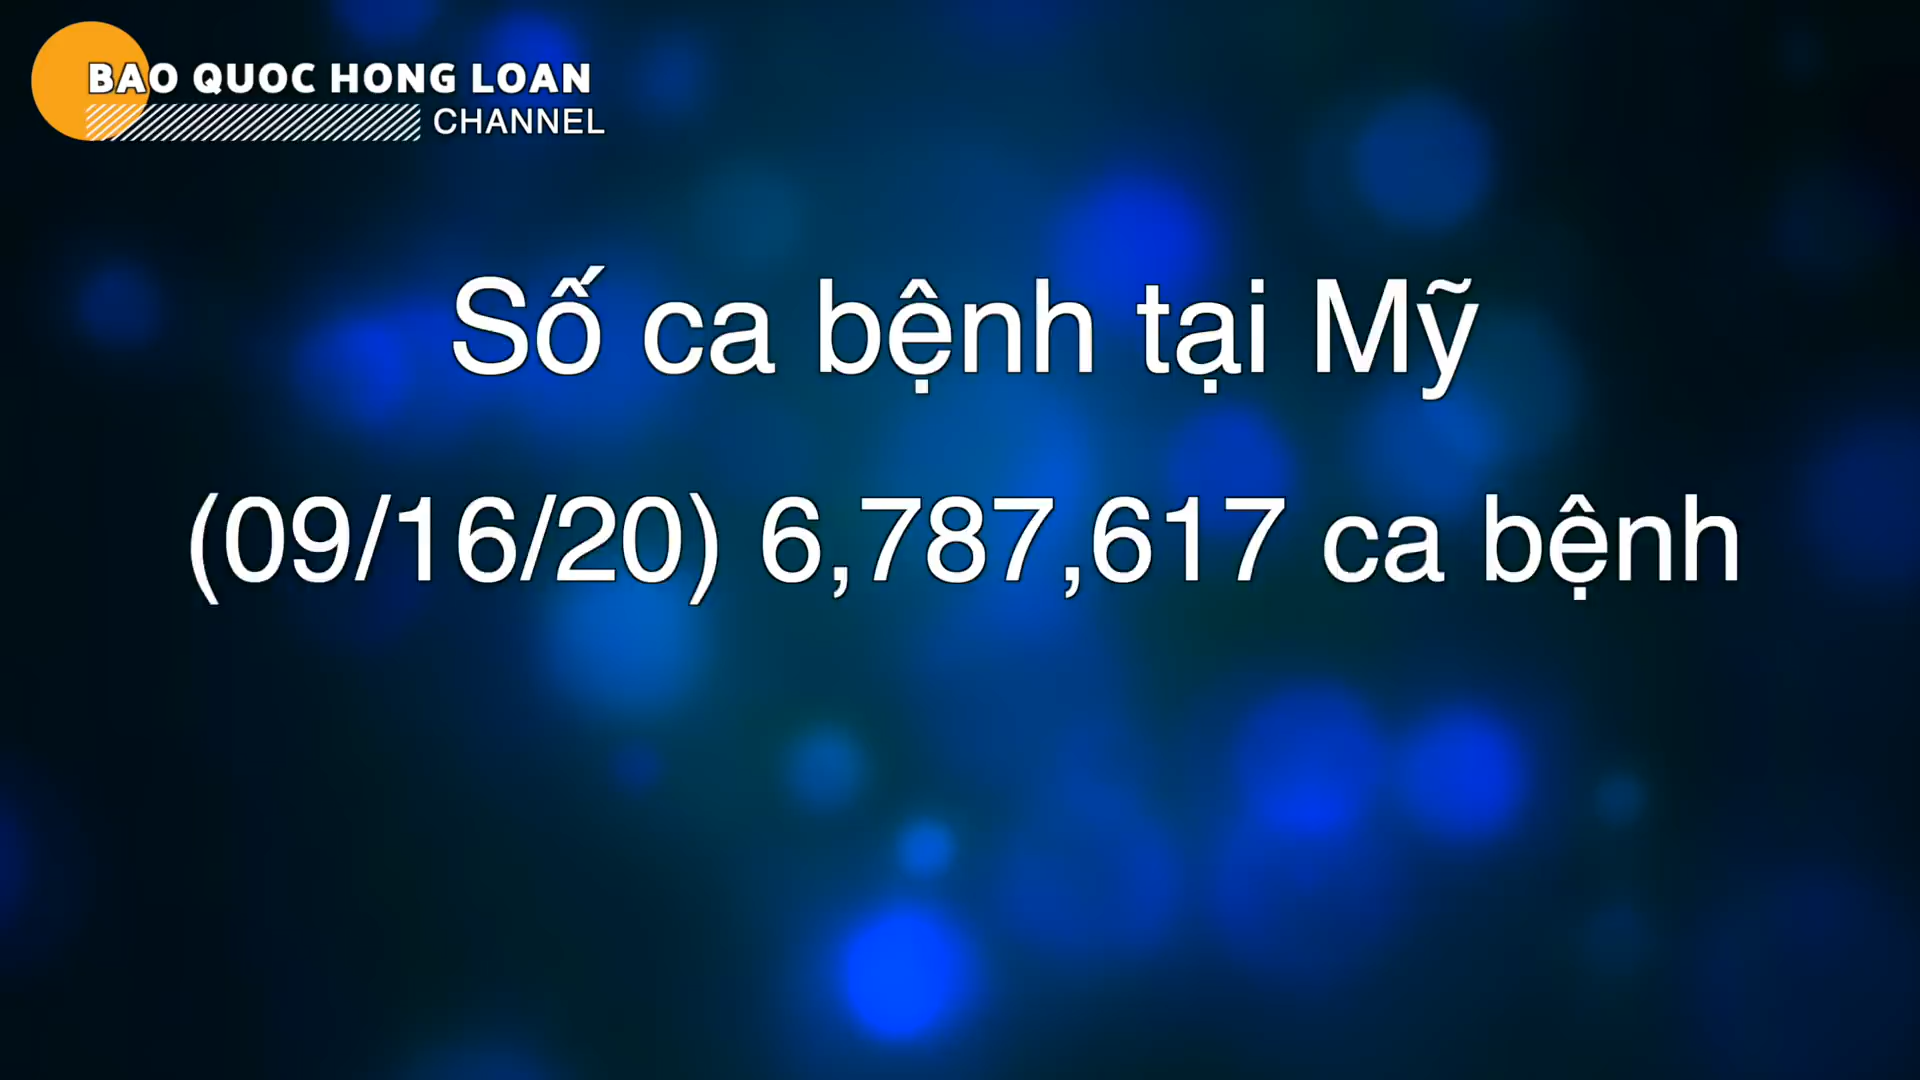 BAO QUOC HONG LOAN
CHANNEL
Số ca bệnh tại Mỹ
(09/16/20) 6,787,617 ca bệnh